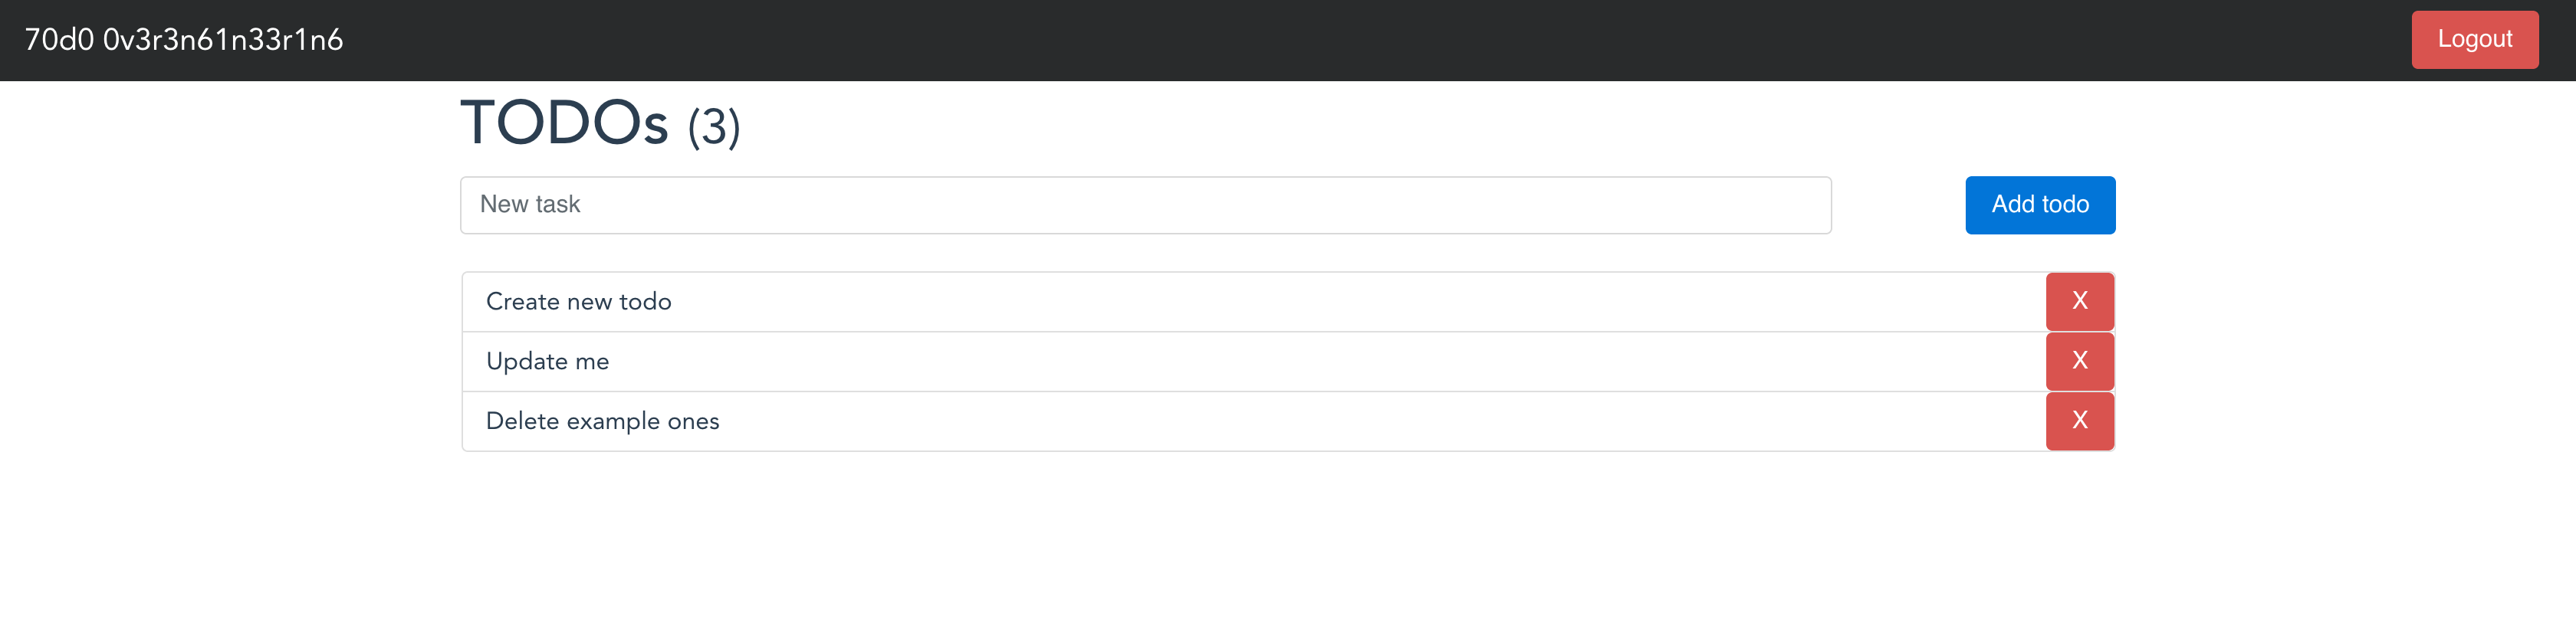 70d0 0v3r3n61n33r1n6 Logout
TODOs (3)
New task Add todo
Create new todo X
Update me X
Delete example ones X